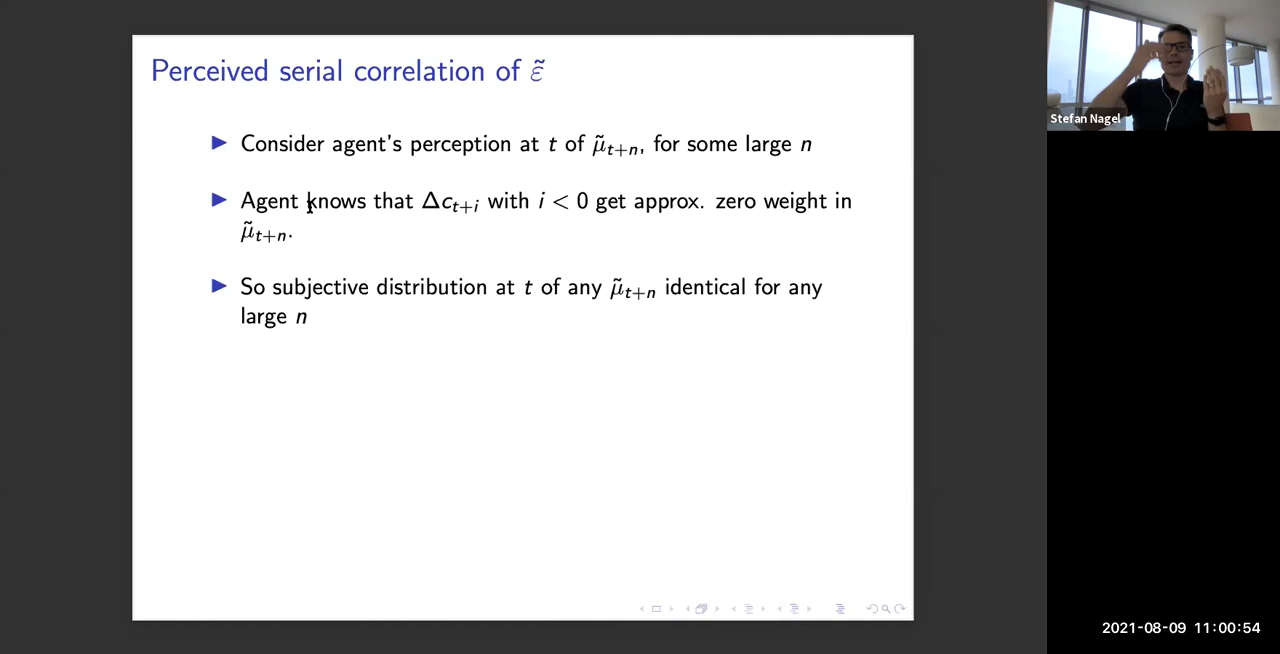 Perceived serial correlation of ε̃
▶ Consider agent's perception at t of μ̃ₜ₊ₙ, for some large n
▶ Agent knows that Δcₜ₊ᵢ with i < 0 get approx. zero weight in
μ̃ₜ₊ₙ.
▶ So subjective distribution at t of any μ̃ₜ₊ₙ identical for any
large n
Stefan Nagel
2021-08-09 11:00:54